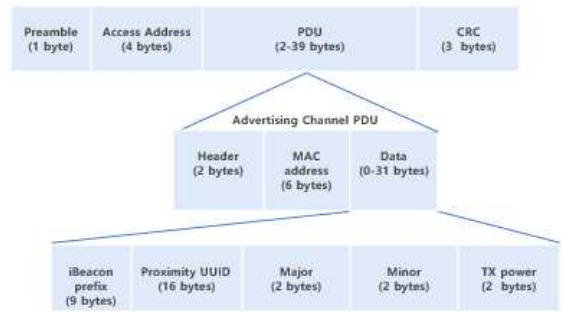 Preamble
(1 byte)
Access Address
(4 bytes)
PDU
(2-39 bytes)
CRC
(3 bytes)
Advertising Channel PDU
Header
(2 bytes)
MAC
address
(6 bytes)
Data
(0-31 bytes)
iBeacon
prefix
(9 bytes)
Proximity UUID
(16 bytes)
Major
(2 bytes)
Minor
(2 bytes)
TX power
(2 bytes)